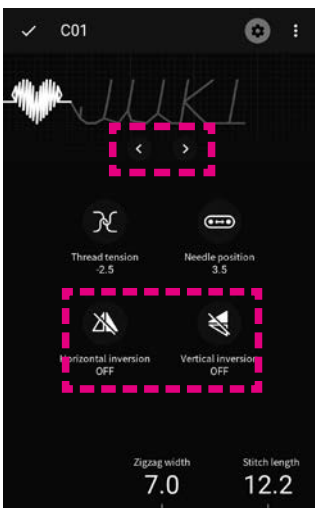 C01
JUKI
Thread tension
-2.5
Needle position
3.5
Horizontal inversion
OFF
Vertical inversion
OFF
Zigzag width
7.0
Stitch length
12.2